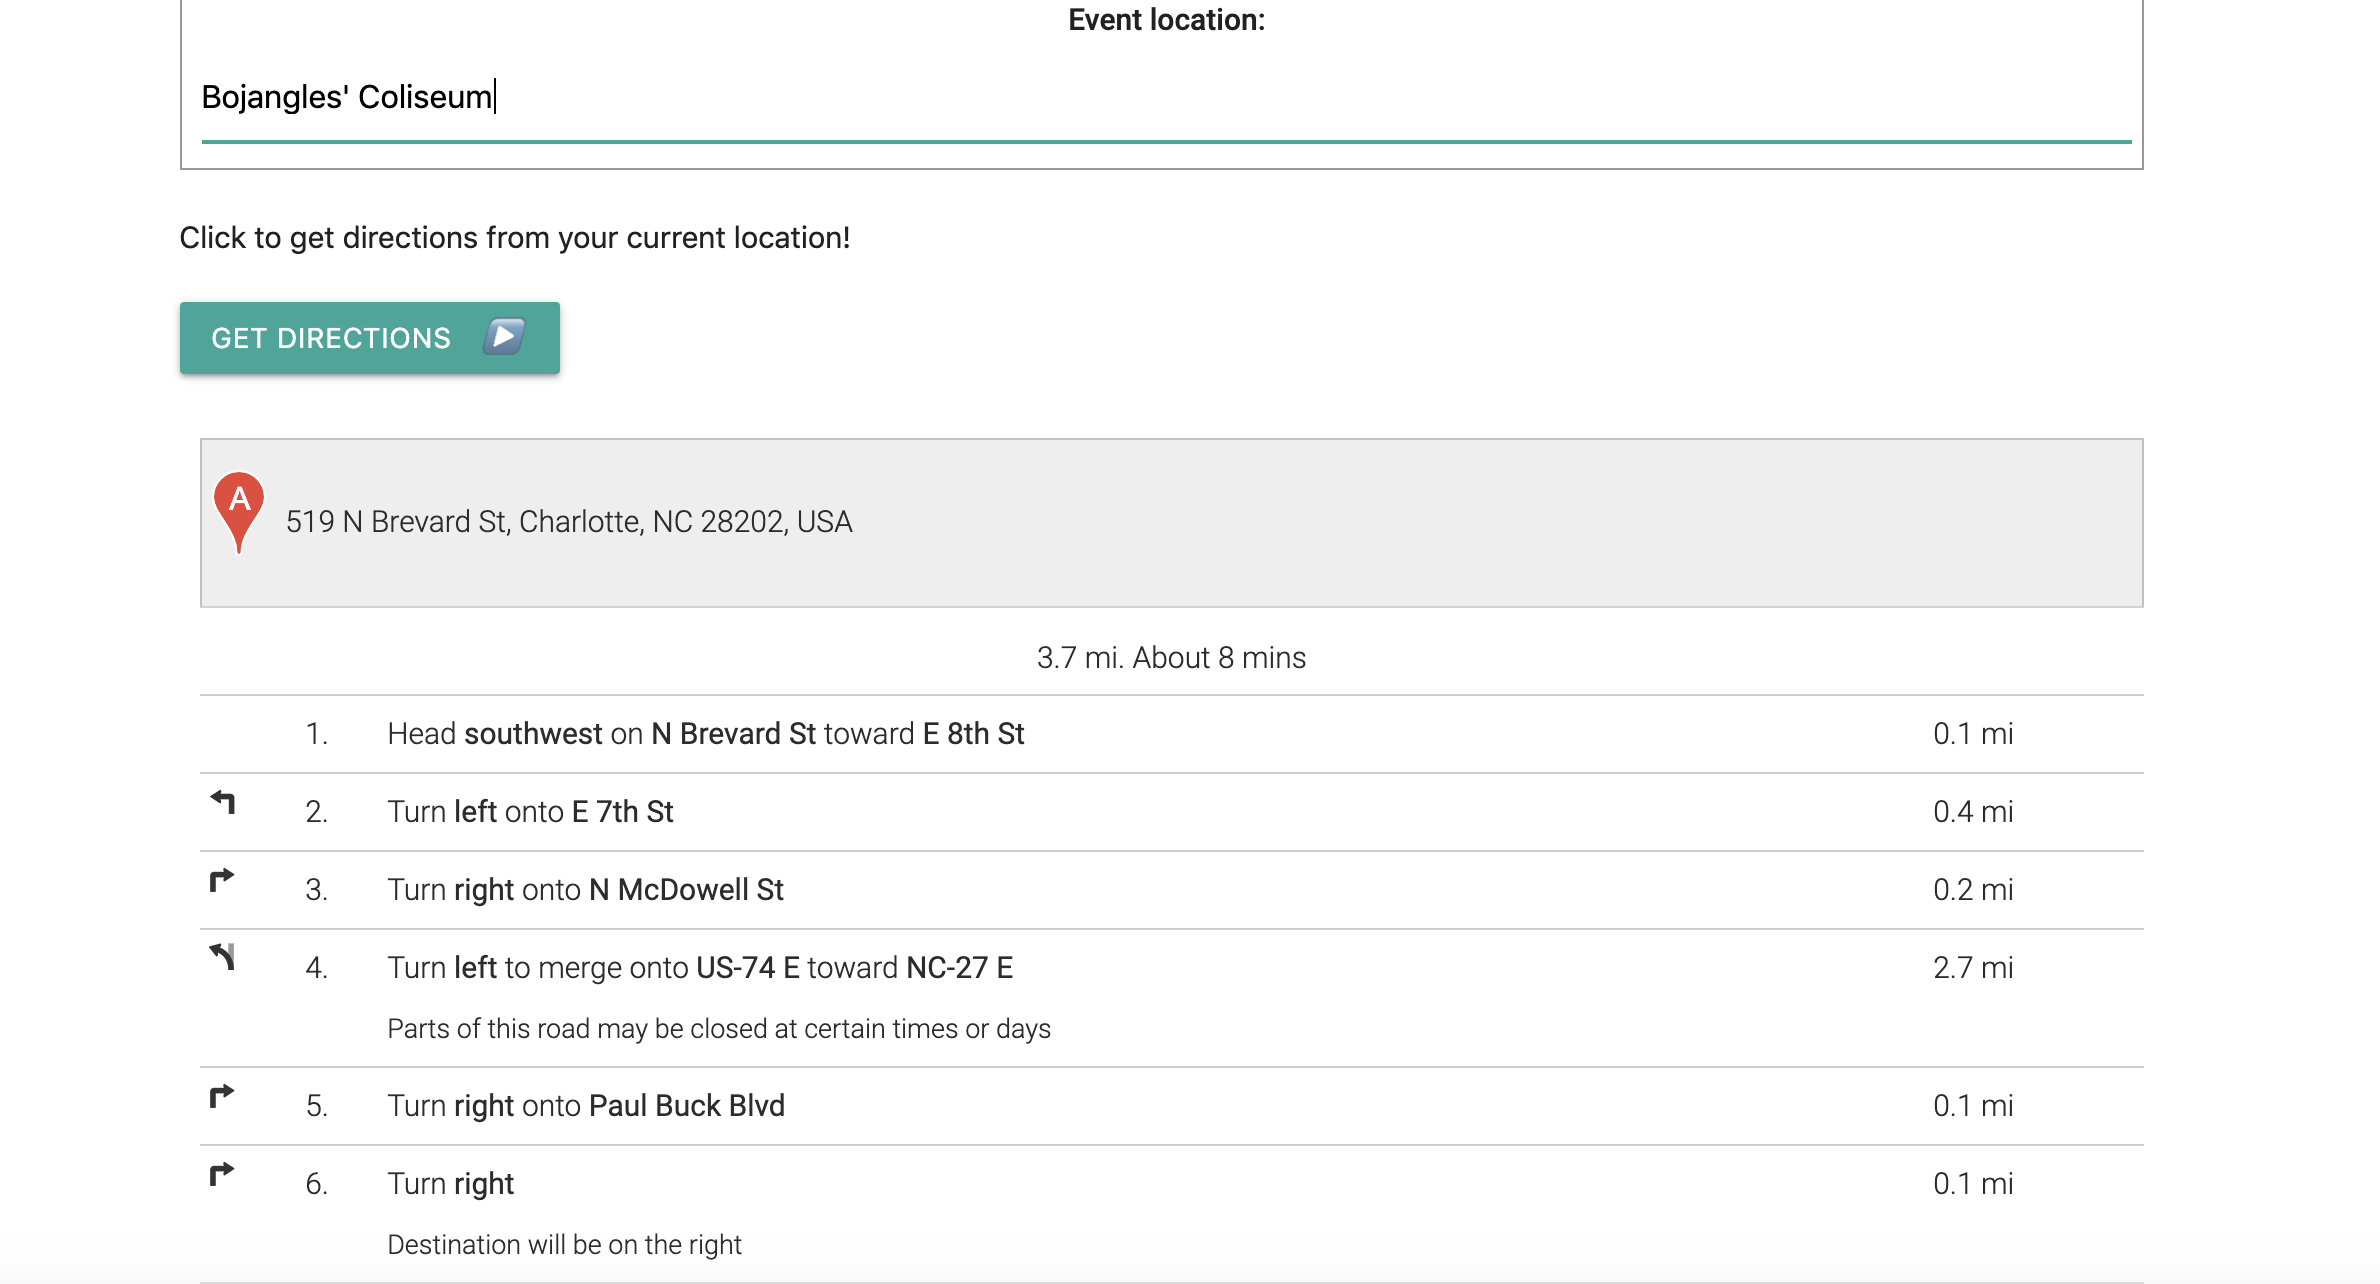 Event location:
Bojangles' Coliseum
Click to get directions from your current location!
GET DIRECTIONS
A
519 N Brevard St, Charlotte, NC 28202, USA
3.7 mi. About 8 mins
1. Head southwest on N Brevard St toward E 8th St 0.1 mi
2. Turn left onto E 7th St 0.4 mi
3. Turn right onto N McDowell St 0.2 mi
4. Turn left to merge onto US-74 E toward NC-27 E 2.7 mi
Parts of this road may be closed at certain times or days
5. Turn right onto Paul Buck Blvd 0.1 mi
6. Turn right 0.1 mi
Destination will be on the right